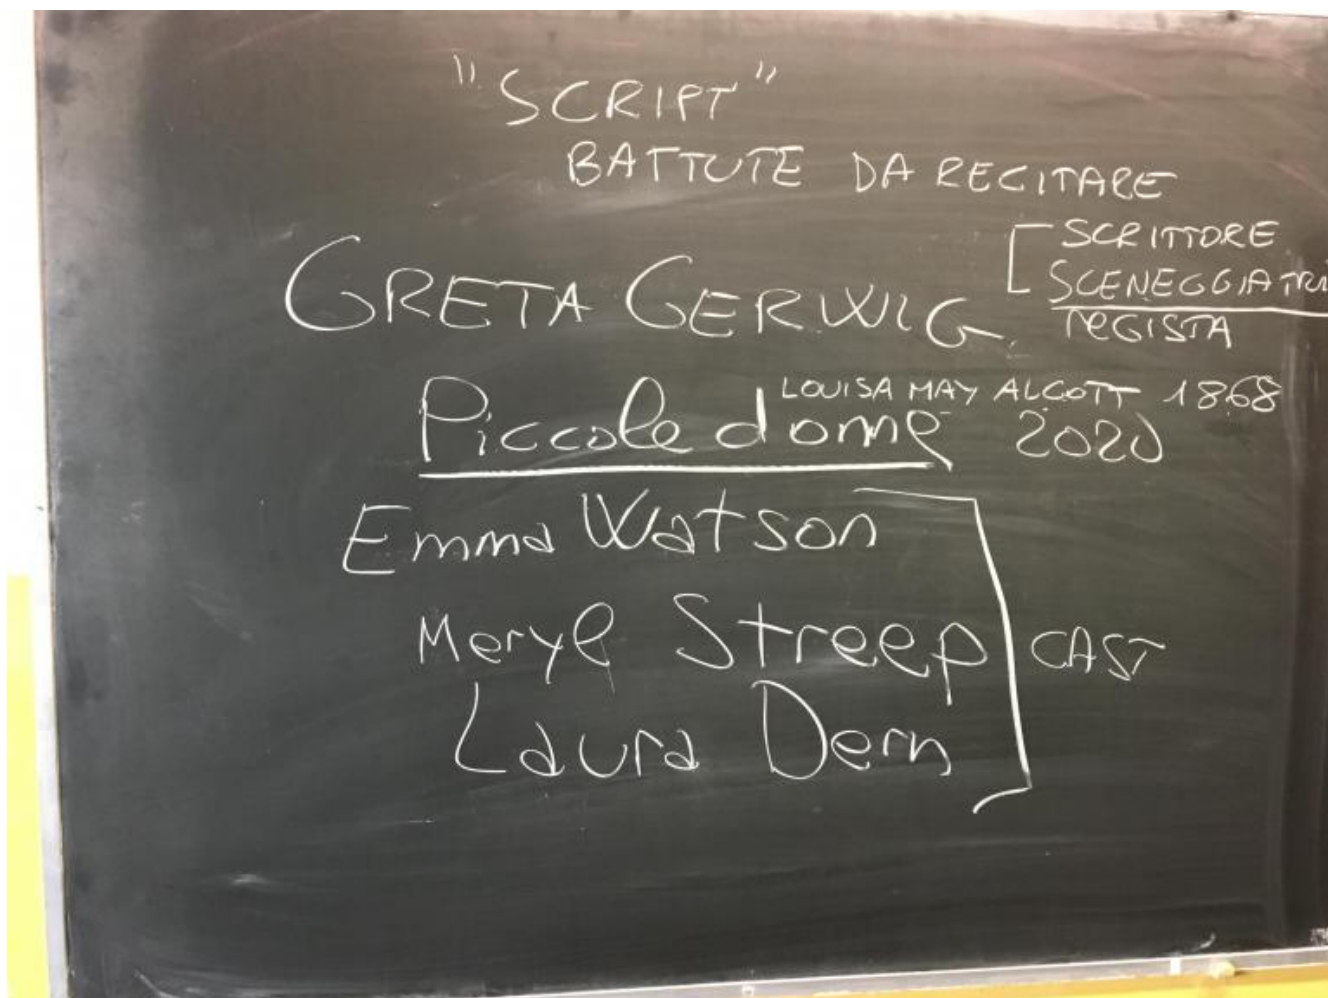 "SCRIPT"
BATTUTE DA RECITARE
SCRITTORE
GRETA GERWIG
SCENEGGIATRI
REGISTA
LOUISA MAY ALCOTT 1868
Piccole donne 2020
Emma Watson
Meryl Streep CAST
Laura Dern